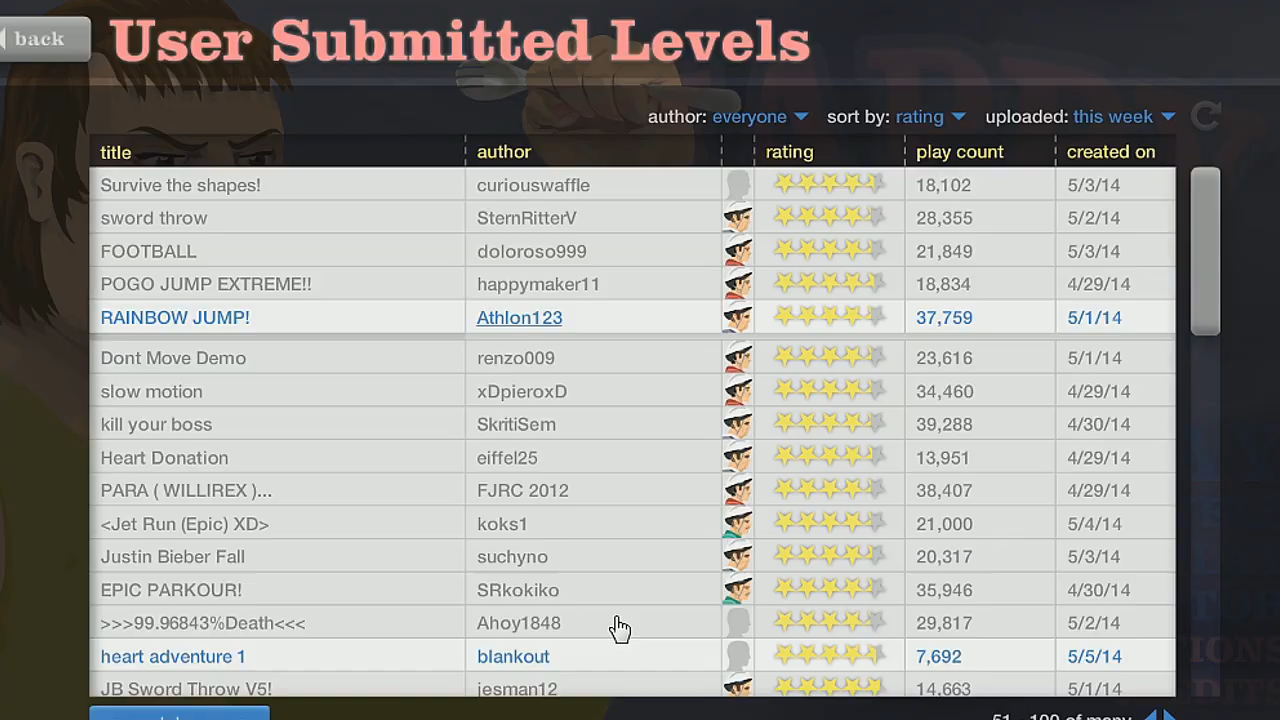 back
User Submitted Levels
author: everyone sort by: rating uploaded: this week
title author rating play count created on
Survive the shapes! curiouswaffle 18,102 5/3/14
sword throw SternRitterV 28,355 5/2/14
FOOTBALL doloroso999 21,849 5/3/14
POGO JUMP EXTREME!! happymaker11 18,834 4/29/14
RAINBOW JUMP! Athlon123 37,759 5/1/14
Dont Move Demo renzo009 23,616 5/1/14
slow motion xDpieroxD 34,460 4/29/14
kill your boss SkritiSem 39,288 4/30/14
Heart Donation eiffel25 13,951 4/29/14
PARA ( WILLIREX )... FJRC 2012 38,407 4/29/14
<Jet Run (Epic) XD> koks1 21,000 5/4/14
Justin Bieber Fall suchyno 20,317 5/3/14
EPIC PARKOUR! SRkokiko 35,946 4/30/14
>>>99.96843%Death<<< Ahoy1848 29,817 5/2/14
heart adventure 1 blankout 7,692 5/5/14
JB Sword Throw V5! jesman12 14,663 5/1/14
51 - 100 of many